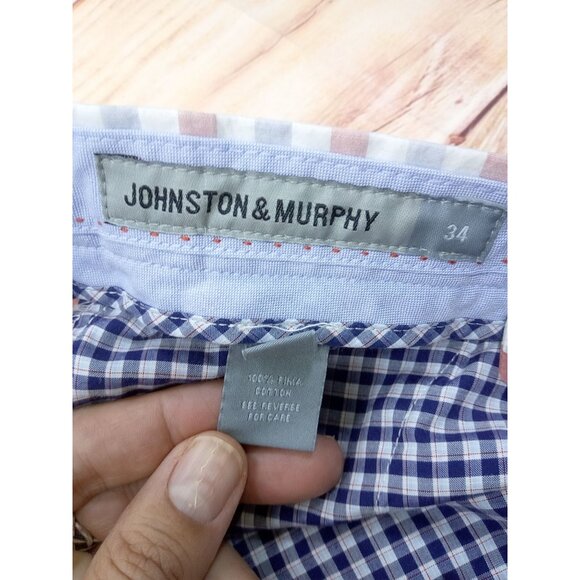 JOHNSTON & MURPHY 34
100% PIMA
COTTON
SEE REVERSE
FOR CARE